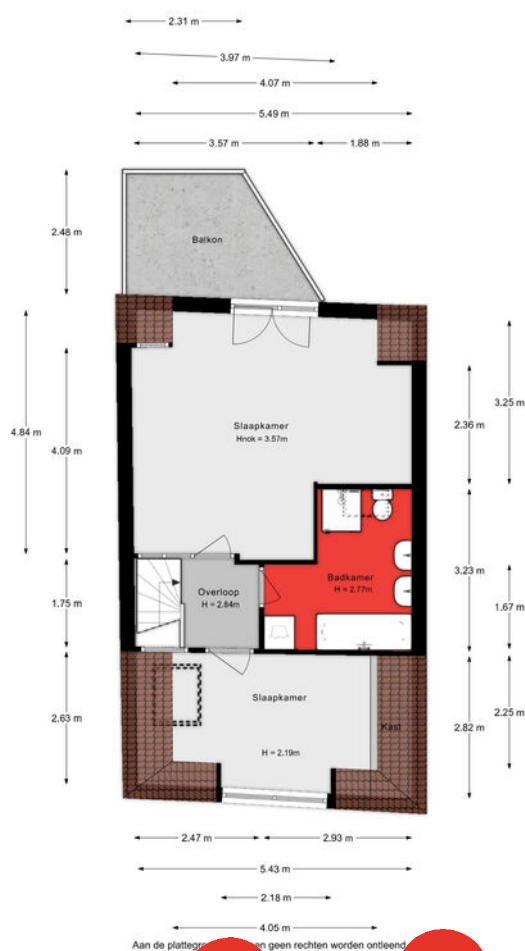 2.31 m
3.97 m
4.07 m
5.49 m
3.57 m 1.88 m
2.48 m
Balkon
4.84 m
4.09 m
Slaapkamer
Hnok = 3.57m
2.36 m
3.25 m
1.75 m
Overloop
H = 2.84m
Badkamer
H = 2.77m
3.23 m
1.67 m
2.63 m
Slaapkamer
H = 2.19m
Kast
2.82 m
2.25 m
2.47 m 2.93 m
5.43 m
2.18 m
4.05 m
Aan de geen rechten worden ontleend